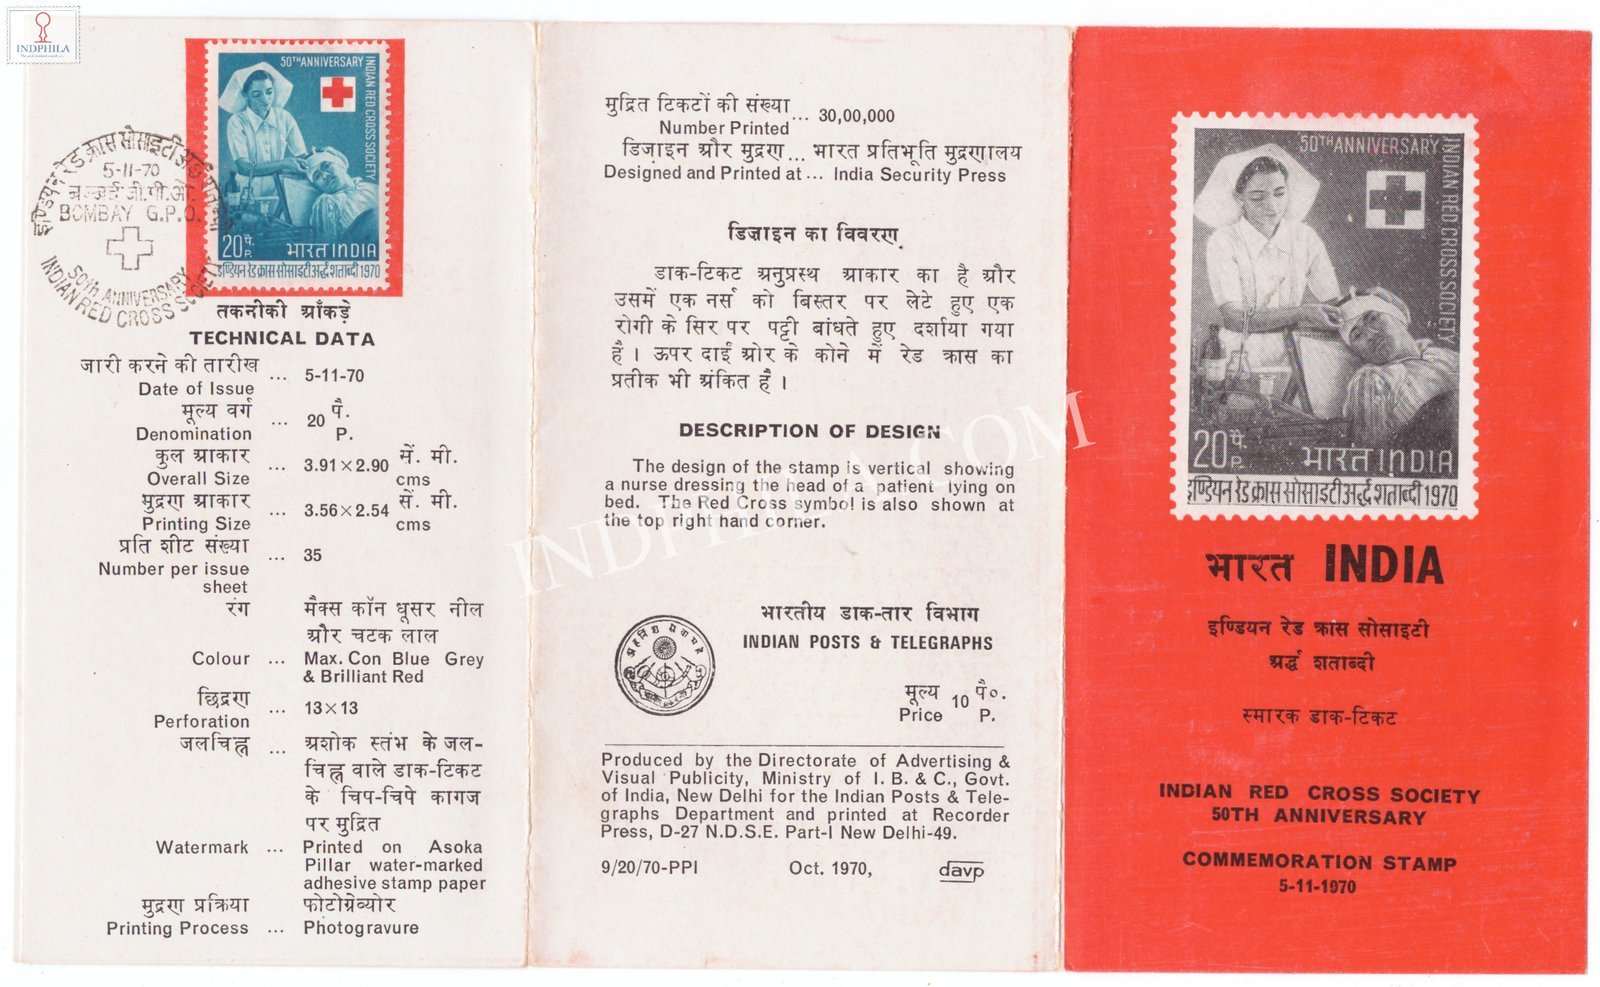 INDPHILA
50TH ANNIVERSARY
INDIAN RED CROSS SOCIETY
20 पै.
P.
भारत INDIA
इण्डियन रेड क्रास सोसाइटी अर्द्ध शताब्दी 1970
इण्डियन रेड क्रास सोसाइटी
5-11-70
बम्बई जी.पी.ओ.
BOMBAY G.P.O.
50th ANNIVERSARY
INDIAN RED CROSS SOCIETY
तकनीकी आँकड़े
TECHNICAL DATA
जारी करने की तारीख
Date of Issue ... 5-11-70
मूल्य वर्ग
Denomination ... 20 पै. P.
कुल आकार
Overall Size ... 3.91×2.90 सें. मी. cms
मुद्रण आकार
Printing Size ... 3.56×2.54 सें. मी. cms
प्रति शीट संख्या
Number per issue ... 35
sheet
रंग मैक्स कॉन धूसर नील
और चटक लाल
Colour ... Max. Con Blue Grey
& Brilliant Red
छिद्रण
Perforation ... 13×13
जलचिह्न ... अशोक स्तंभ के जल-
चिह्न वाले डाक-टिकट
के चिप-चिपे कागज
पर मुद्रित
Watermark ... Printed on Asoka
Pillar water-marked
adhesive stamp paper
मुद्रण प्रक्रिया फोटोग्रेव्योर
Printing Process ... Photogravure
मुद्रित टिकटों की संख्या
Number Printed ... 30,00,000
डिज़ाइन और मुद्रण ... भारत प्रतिभूति मुद्रणालय
Designed and Printed at ... India Security Press
डिज़ाइन का विवरण
डाक-टिकट अनुप्रस्थ आकार का है और
उसमें एक नर्स को बिस्तर पर लेटे हुए एक
रोगी के सिर पर पट्टी बांधते हुए दर्शाया गया
है। ऊपर दाईं ओर के कोने में रेड क्रास का
प्रतीक भी अंकित है।
DESCRIPTION OF DESIGN
The design of the stamp is vertical showing
a nurse dressing the head of a patient lying on
bed. The Red Cross symbol is also shown at
the top right hand corner.
INDPHILA.COM
भारतीय डाक-तार विभाग
INDIAN POSTS & TELEGRAPHS
मूल्य 10 पै०.
Price P.
Produced by the Directorate of Advertising &
Visual Publicity, Ministry of I. B. & C., Govt.
of India, New Delhi for the Indian Posts & Tele-
graphs Department and printed at Recorder
Press, D-27 N.D.S.E. Part-I New Delhi-49.
9/20/70-PPI Oct. 1970, davp
50TH ANNIVERSARY
INDIAN RED CROSS SOCIETY
20 पै.
P.
भारत INDIA
इण्डियन रेड क्रास सोसाइटी अर्द्ध शताब्दी 1970
भारत INDIA
इण्डियन रेड क्रास सोसाइटी
अर्द्ध शताब्दी
स्मारक डाक-टिकट
INDIAN RED CROSS SOCIETY
50TH ANNIVERSARY
COMMEMORATION STAMP
5-11-1970